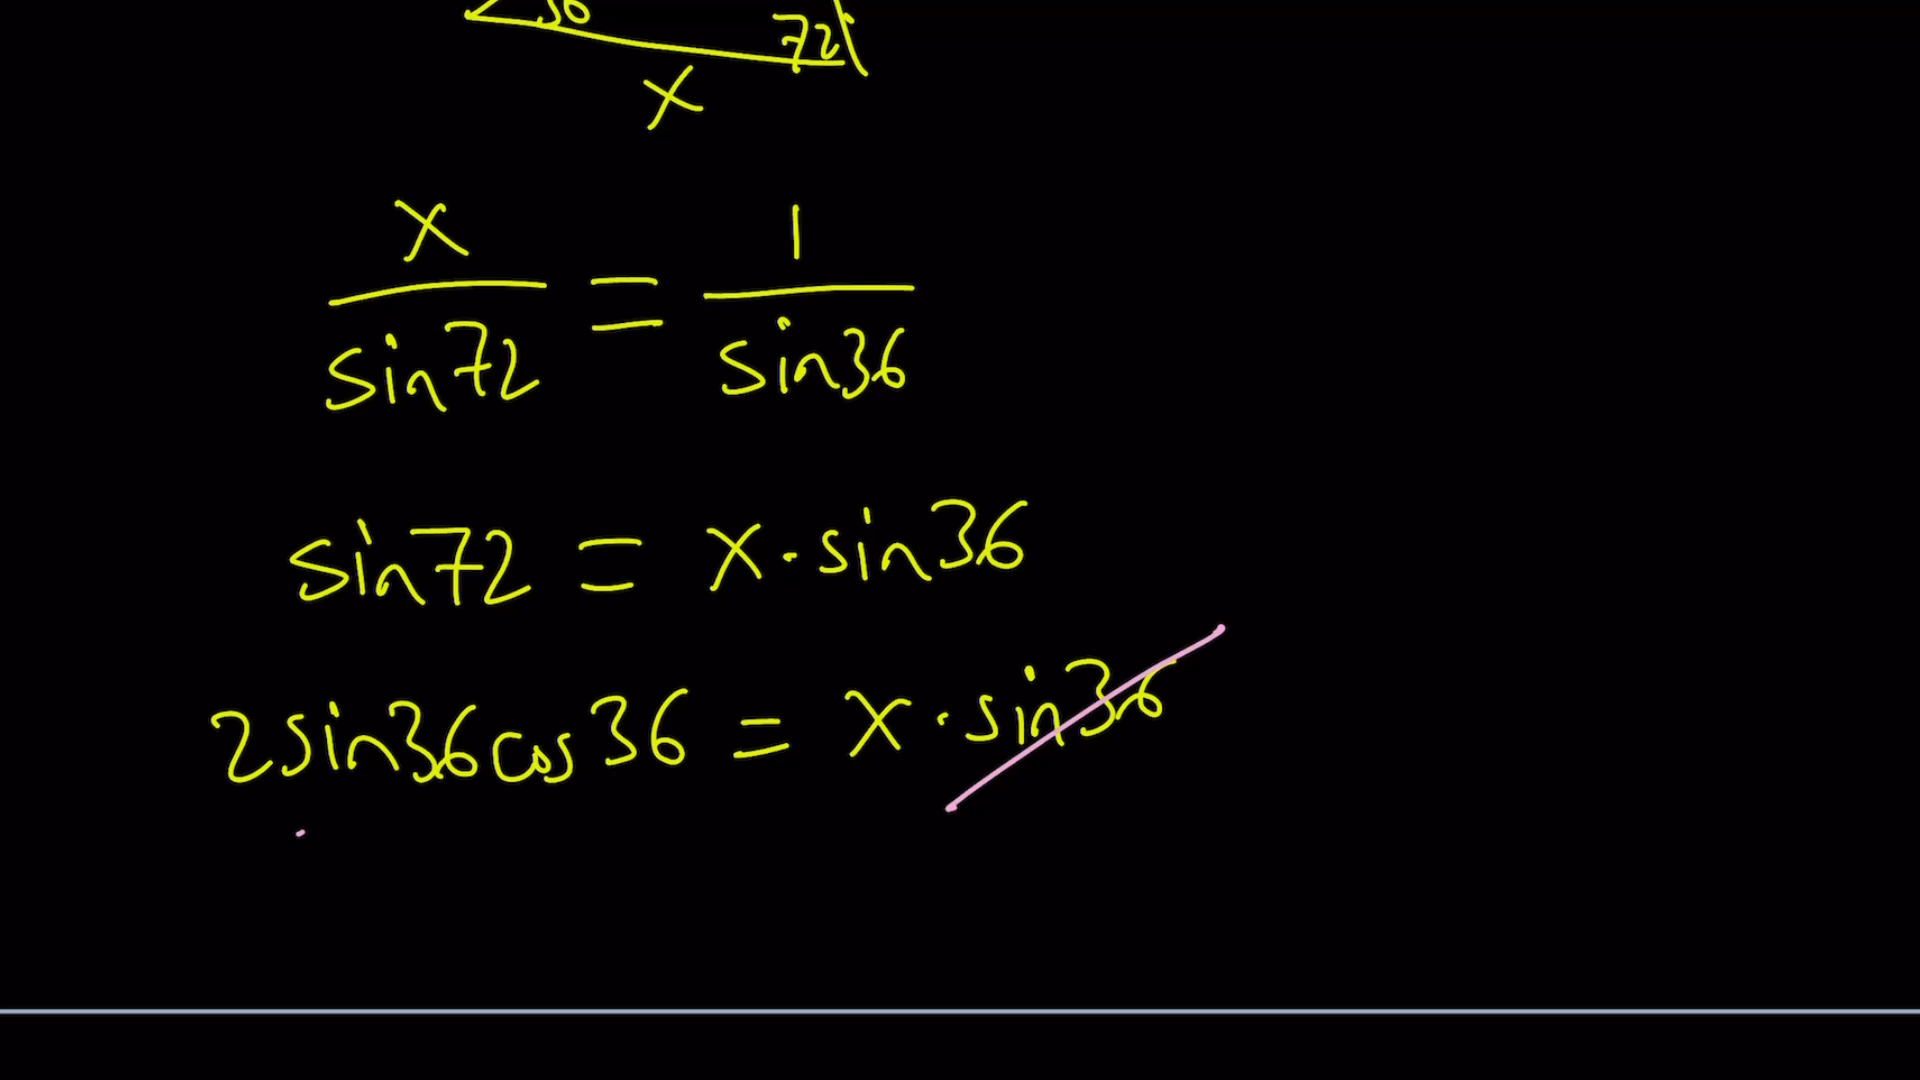 36 72
x
x/sin72 = 1/sin36
sin72 = x·sin36
2sin36cos36 = x·sin36